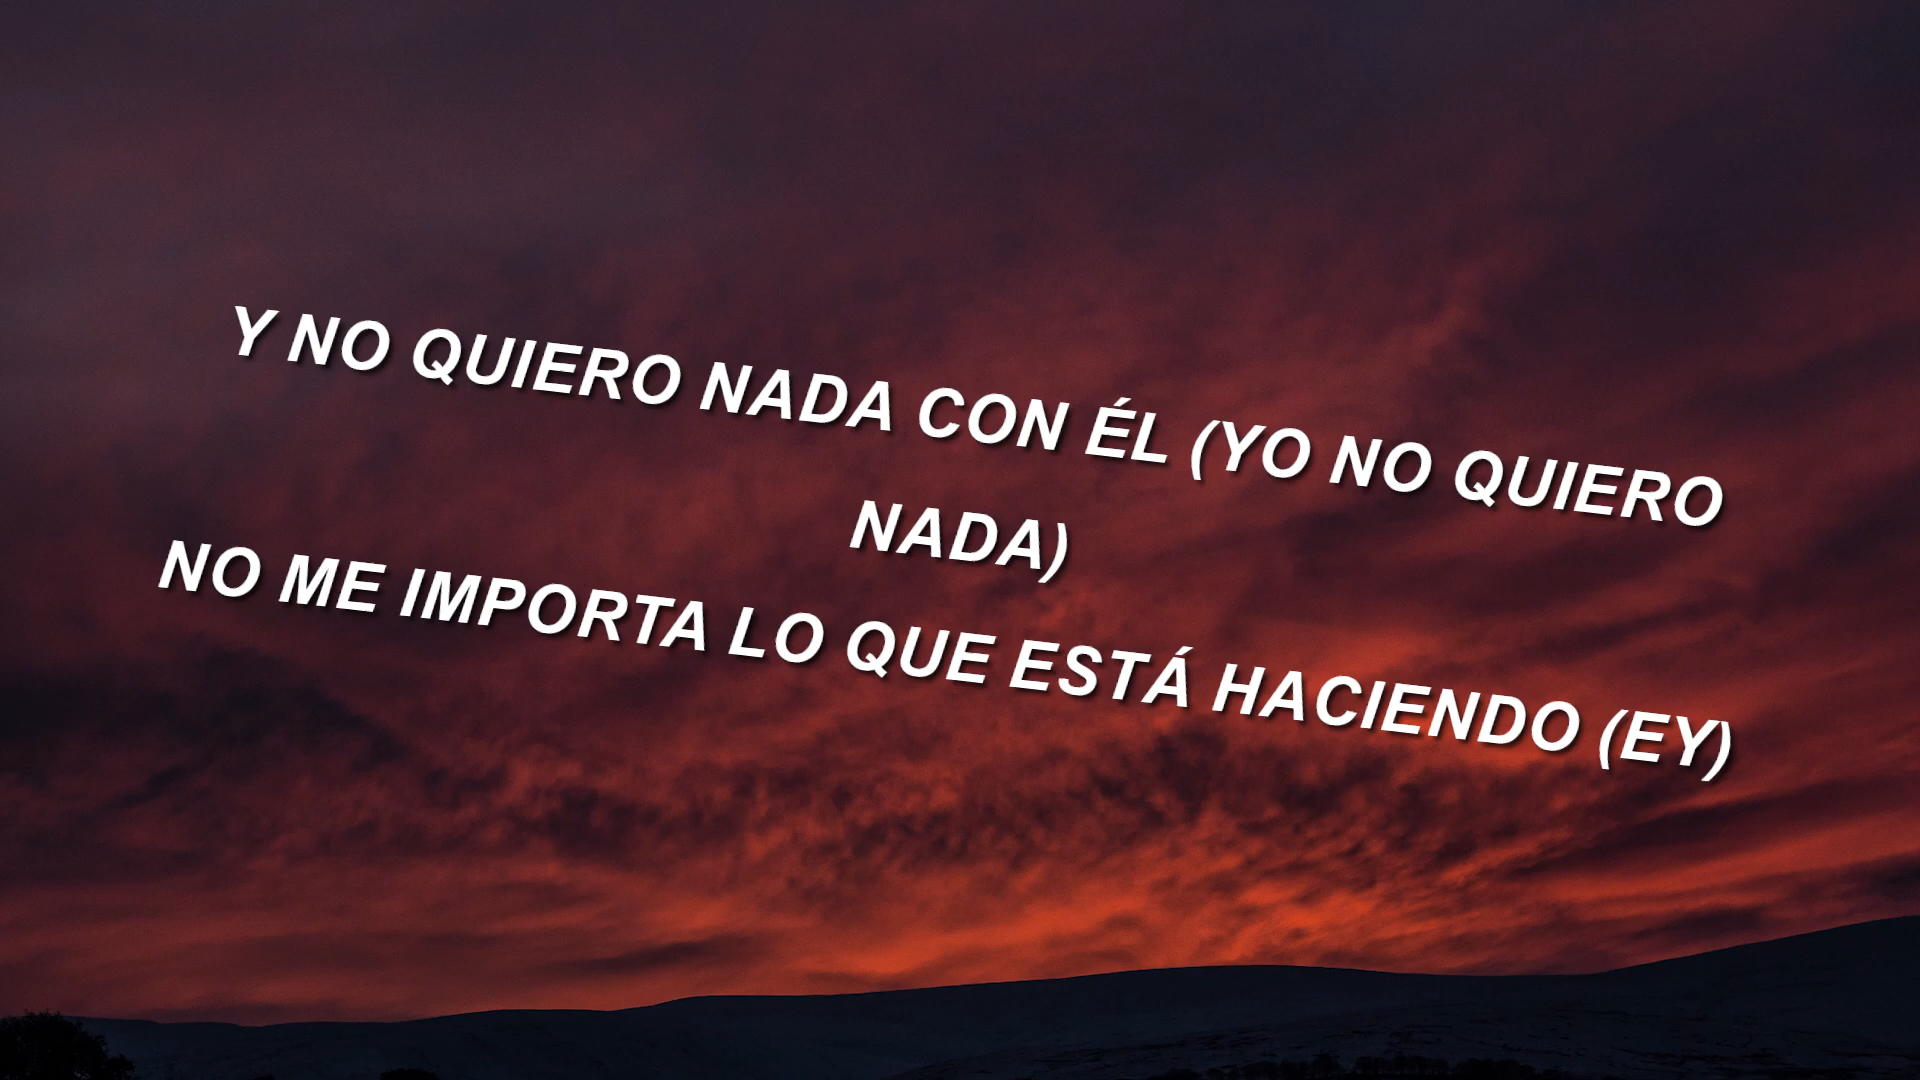 Y NO QUIERO NADA CON ÉL (YO NO QUIERO
NADA)
NO ME IMPORTA LO QUE ESTÁ HACIENDO (EY)